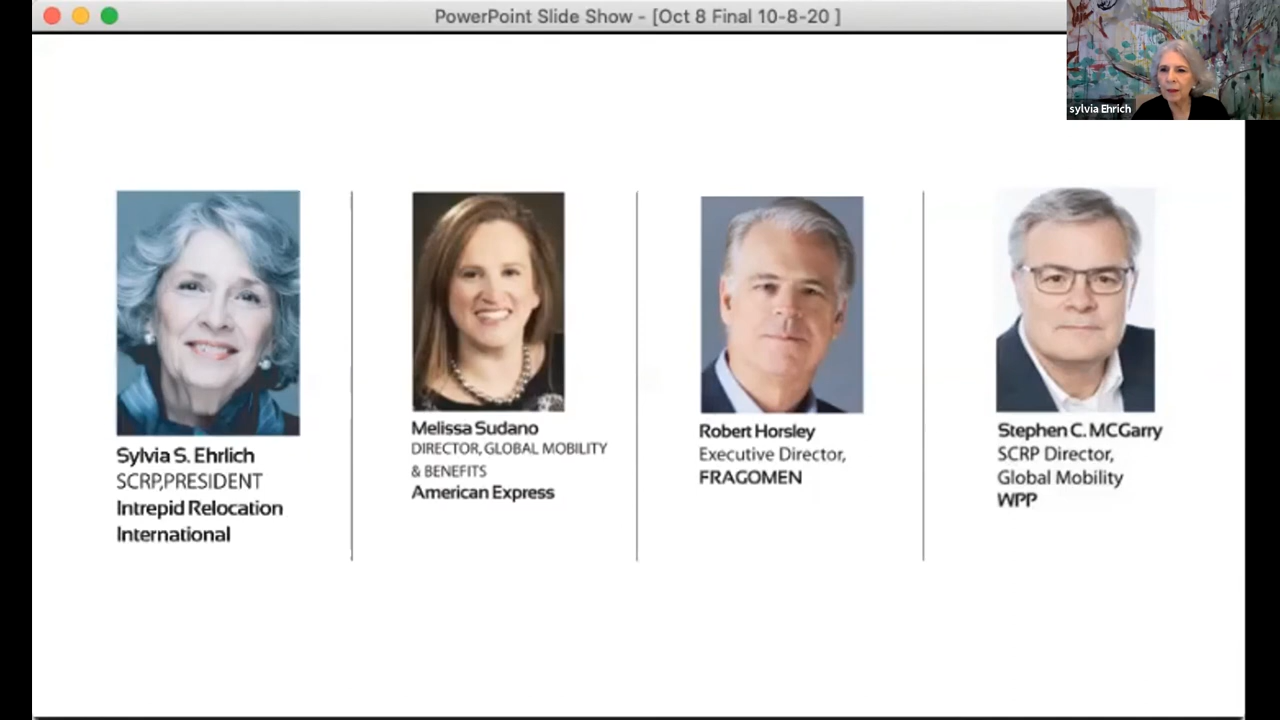 PowerPoint Slide Show - [Oct 8 Final 10-8-20 ]
sylvia Ehrich
Sylvia S. Ehrlich
SCRP,PRESIDENT
Intrepid Relocation
International
Melissa Sudano
DIRECTOR, GLOBAL MOBILITY
& BENEFITS
American Express
Robert Horsley
Executive Director,
FRAGOMEN
Stephen C. MCGarry
SCRP Director,
Global Mobility
WPP